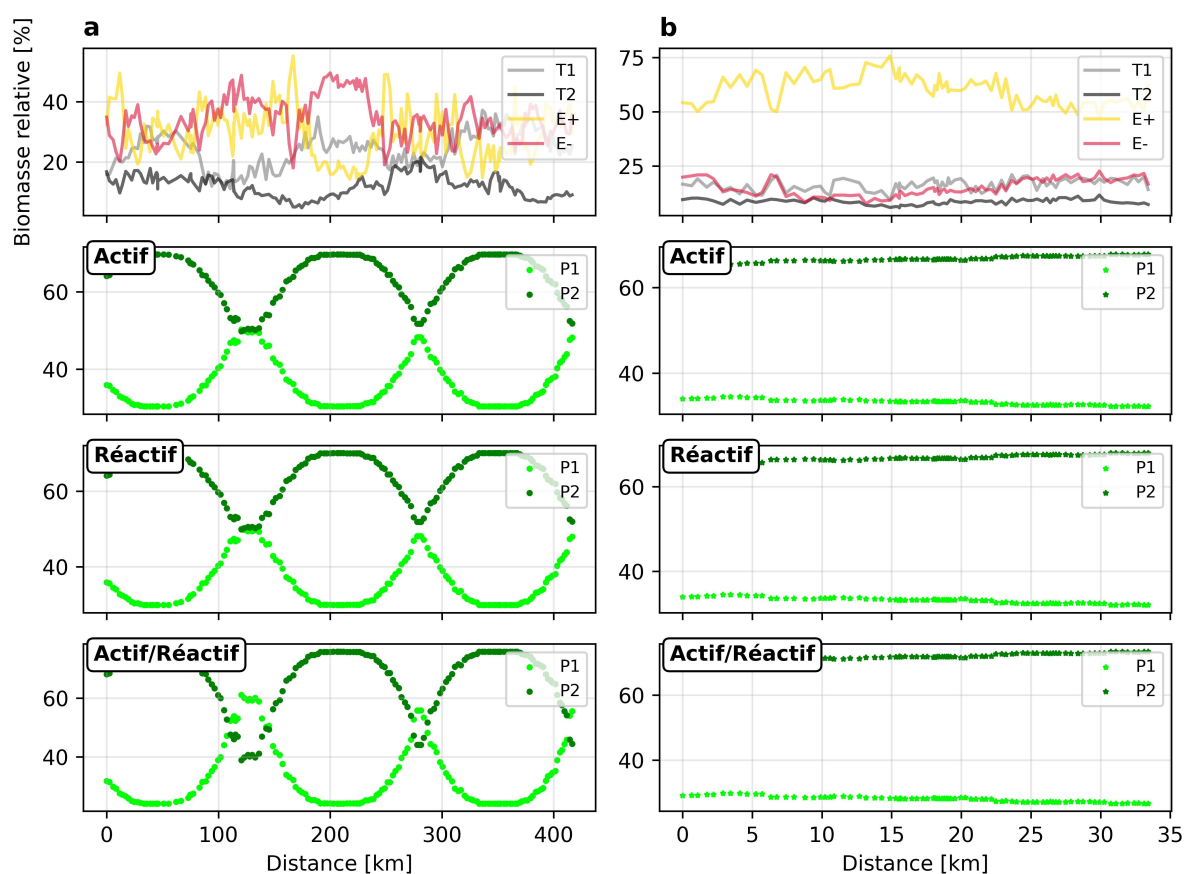 a
b
Biomasse relative [%]
40
20
T1
T2
E+
E-
75
50
25
T1
T2
E+
E-
Actif
60
40
P1
P2
Actif
60
40
P1
P2
Réactif
60
40
P1
P2
Réactif
60
40
P1
P2
Actif/Réactif
60
40
P1
P2
Actif/Réactif
60
40
P1
P2
0 100 200 300 400
0 5 10 15 20 25 30 35
Distance [km]
Distance [km]